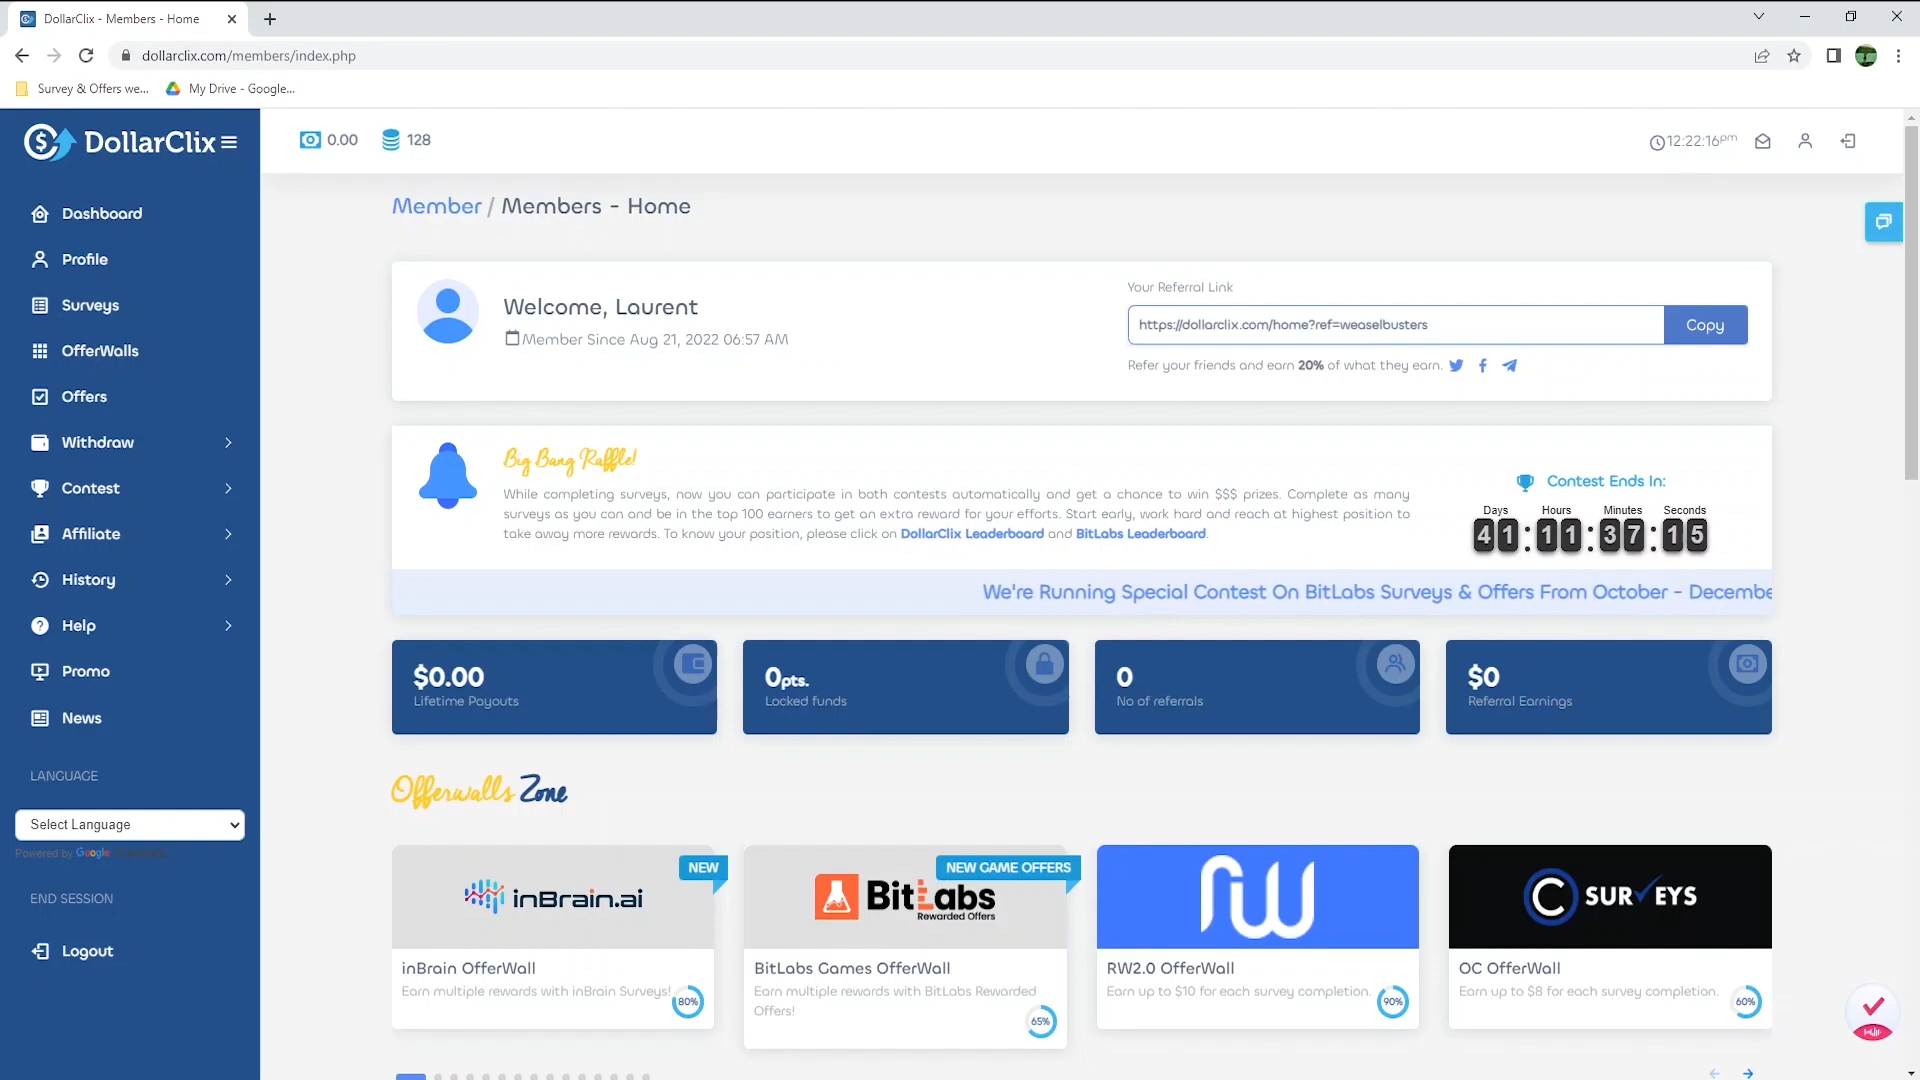 DollarClix - Members - Home
dollarclix.com/members/index.php
Survey & Offers we...
My Drive - Google...
DollarClix
0.00
128
12:22:16pm
Dashboard
Profile
Surveys
OfferWalls
Offers
Withdraw
Contest
Affiliate
History
Help
Promo
News
LANGUAGE
Select Language
Powered by Google
END SESSION
Logout
Member / Members - Home
Welcome, Laurent
Member Since Aug 21, 2022 06:57 AM
Your Referral Link
https://dollarclix.com/home?ref=weaselbusters
Copy
Refer your friends and earn 20% of what they earn.
Big Bang Raffle!
While completing surveys, now you can participate in both contests automatically and get a chance to win $$$ prizes. Complete as many
surveys as you can and be in the top 100 earners to get an extra reward for your efforts. Start early, work hard and reach at highest position to
take away more rewards. To know your position, please click on DollarClix Leaderboard and BitLabs Leaderboard.
Contest Ends In:
Days Hours Minutes Seconds
41:11:37:15
We're Running Special Contest On BitLabs Surveys & Offers From October - Decembe
$0.00
Lifetime Payouts
0pts.
Locked funds
0
No of referrals
$0
Referral Earnings
Offerwalls Zone
NEW
inBrain.ai
inBrain OfferWall
Earn multiple rewards with inBrain Surveys!
80%
NEW GAME OFFERS
BitLabs
Rewarded Offers
BitLabs Games OfferWall
Earn multiple rewards with BitLabs Rewarded
Offers!
65%
RW
RW2.0 OfferWall
Earn up to $10 for each survey completion.
90%
C SURVEYS
OC OfferWall
Earn up to $8 for each survey completion.
60%